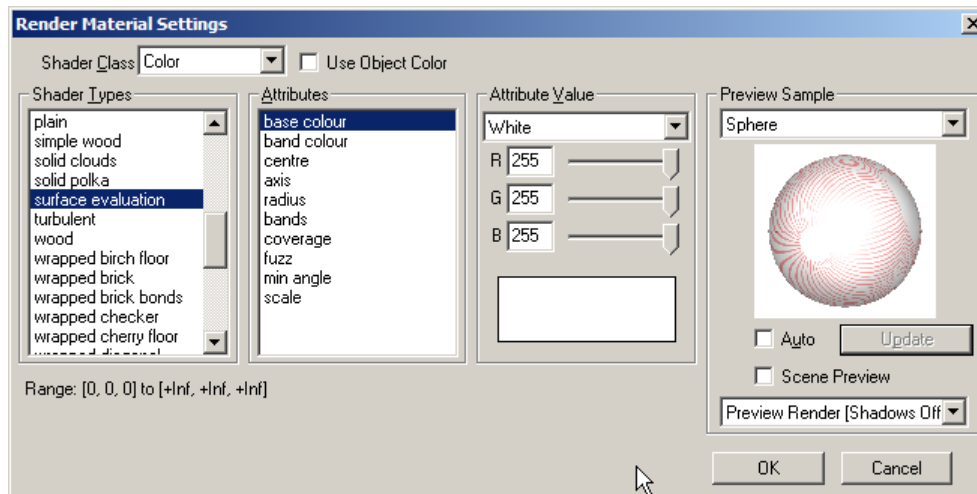 Render Material Settings
Shader Class Color Use Object Color
Shader Types
plain
simple wood
solid clouds
solid polka
surface evaluation
turbulent
wood
wrapped birch floor
wrapped brick
wrapped brick bonds
wrapped checker
wrapped cherry floor
wrapped diagonal
Attributes
base colour
band colour
centre
axis
radius
bands
coverage
fuzz
min angle
scale
Attribute Value
White
R 255
G 255
B 255
Preview Sample
Sphere
Auto Update
Scene Preview
Preview Render [Shadows Off
Range: [0, 0, 0] to [+Inf, +Inf, +Inf]
OK Cancel